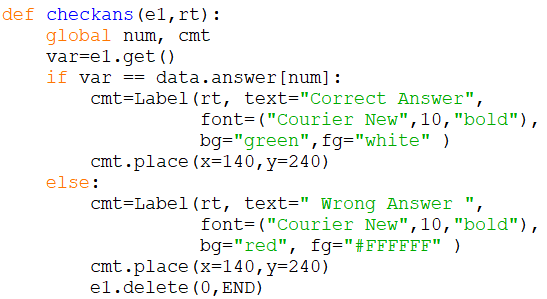 def checkans(e1,rt):
    global num, cmt
    var=e1.get()
    if var == data.answer[num]:
        cmt=Label(rt, text="Correct Answer",
                  font=("Courier New",10,"bold"),
                  bg="green",fg="white" )
        cmt.place(x=140,y=240)
    else:
        cmt=Label(rt, text=" Wrong Answer ",
                  font=("Courier New",10,"bold"),
                  bg="red", fg="#FFFFFF" )
        cmt.place(x=140,y=240)
        e1.delete(0,END)